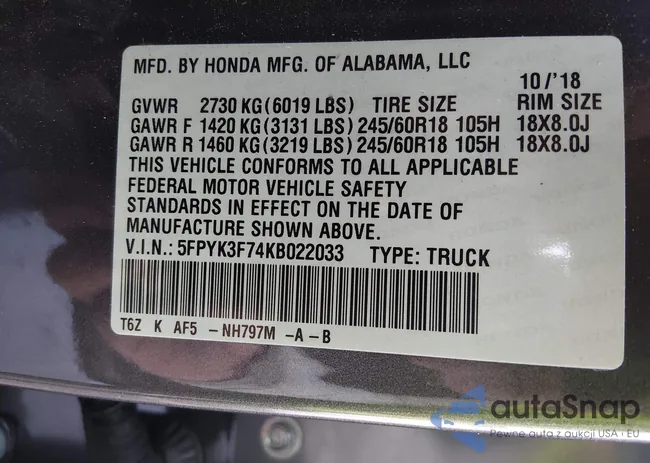 MFD. BY HONDA MFG. OF ALABAMA, LLC
10/'18
GVWR 2730 KG(6019 LBS) TIRE SIZE RIM SIZE
GAWR F 1420 KG(3131 LBS) 245/60R18 105H 18X8.0J
GAWR R 1460 KG(3219 LBS) 245/60R18 105H 18X8.0J
THIS VEHICLE CONFORMS TO ALL APPLICABLE
FEDERAL MOTOR VEHICLE SAFETY
STANDARDS IN EFFECT ON THE DATE OF
MANUFACTURE SHOWN ABOVE.
V.I.N.: 5FPYK3F74KB022033 TYPE: TRUCK
T6Z K AF5 -NH797M -A-B
autaSnap
Pewne auta z aukcji USA i EU